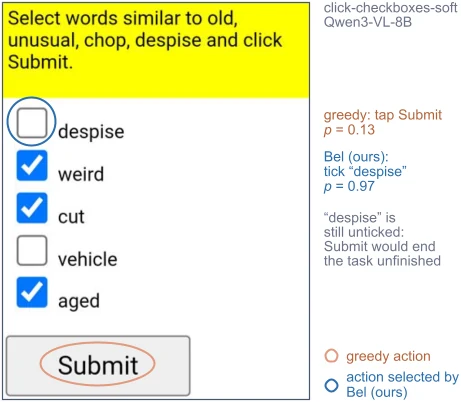 Select words similar to old,
unusual, chop, despise and click
Submit.
despise
weird
cut
vehicle
aged
Submit
click-checkboxes-soft
Qwen3-VL-8B
greedy: tap Submit
p = 0.13
Bel (ours):
tick “despise”
p = 0.97
“despise” is
still unticked:
Submit would end
the task unfinished
greedy action
action selected by
Bel (ours)